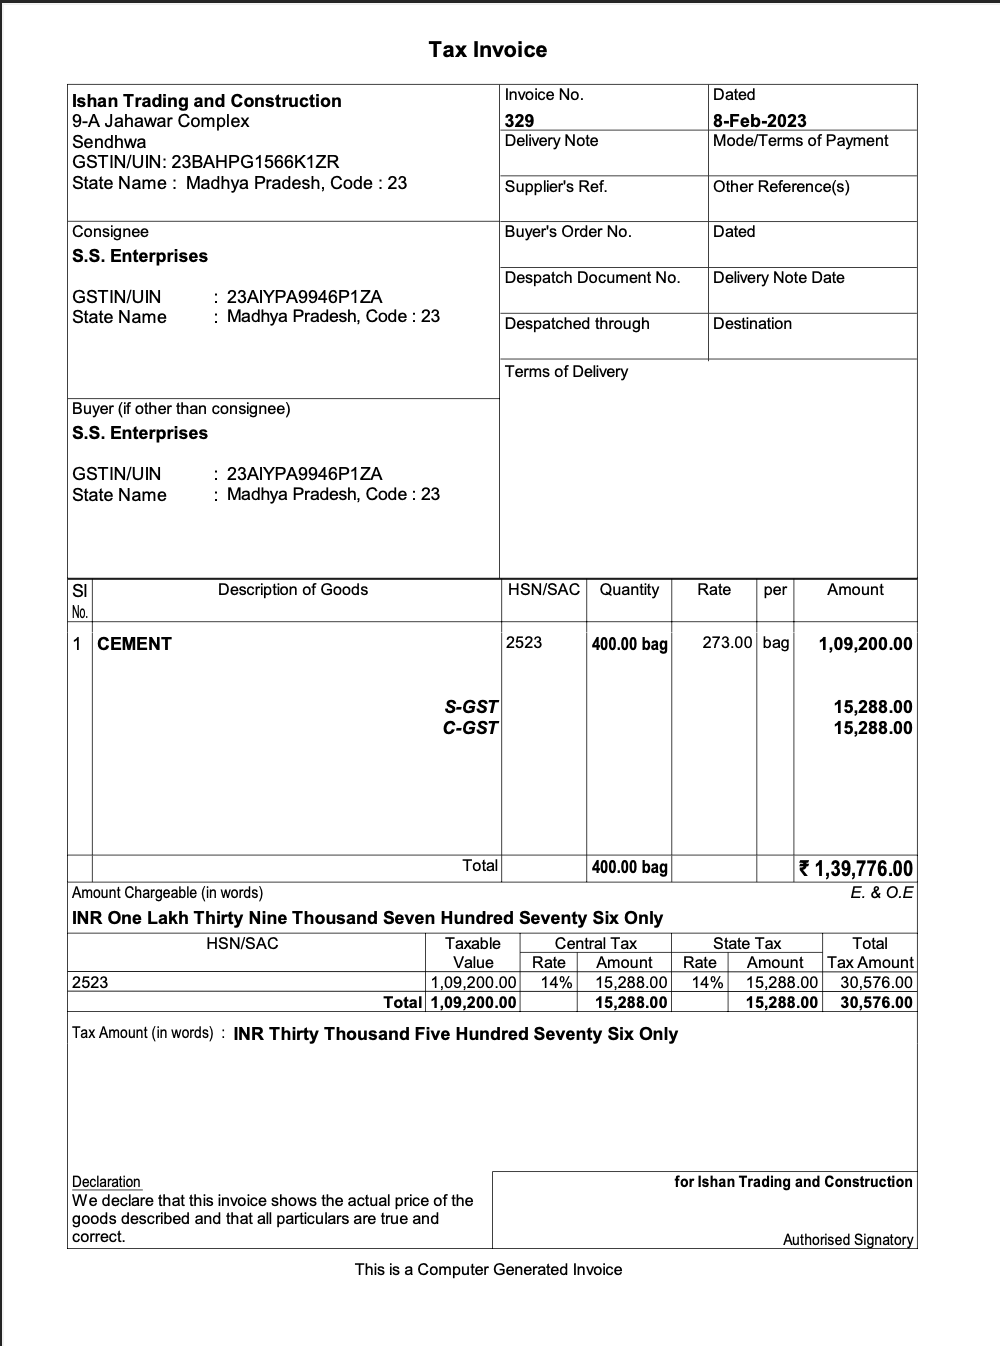 Tax Invoice
Ishan Trading and Construction
9-A Jahawar Complex
Sendhwa
GSTIN/UIN: 23BAHPG1566K1ZR
State Name : Madhya Pradesh, Code : 23
Invoice No.
329
Dated
8-Feb-2023
Delivery Note
Mode/Terms of Payment
Supplier's Ref.
Other Reference(s)
Consignee
S.S. Enterprises
GSTIN/UIN : 23AIYPA9946P1ZA
State Name : Madhya Pradesh, Code : 23
Buyer's Order No.
Dated
Despatch Document No.
Delivery Note Date
Despatched through
Destination
Terms of Delivery
Buyer (if other than consignee)
S.S. Enterprises
GSTIN/UIN : 23AIYPA9946P1ZA
State Name : Madhya Pradesh, Code : 23
Sl No. Description of Goods HSN/SAC Quantity Rate per Amount
1 CEMENT 2523 400.00 bag 273.00 bag 1,09,200.00
S-GST 15,288.00
C-GST 15,288.00
Total 400.00 bag ₹ 1,39,776.00
Amount Chargeable (in words) E. & O.E
INR One Lakh Thirty Nine Thousand Seven Hundred Seventy Six Only
HSN/SAC Taxable Central Tax State Tax Total
Value Rate Amount Rate Amount Tax Amount
2523 1,09,200.00 14% 15,288.00 14% 15,288.00 30,576.00
Total 1,09,200.00 15,288.00 15,288.00 30,576.00
Tax Amount (in words) : INR Thirty Thousand Five Hundred Seventy Six Only
Declaration
We declare that this invoice shows the actual price of the
goods described and that all particulars are true and
correct.
for Ishan Trading and Construction
Authorised Signatory
This is a Computer Generated Invoice